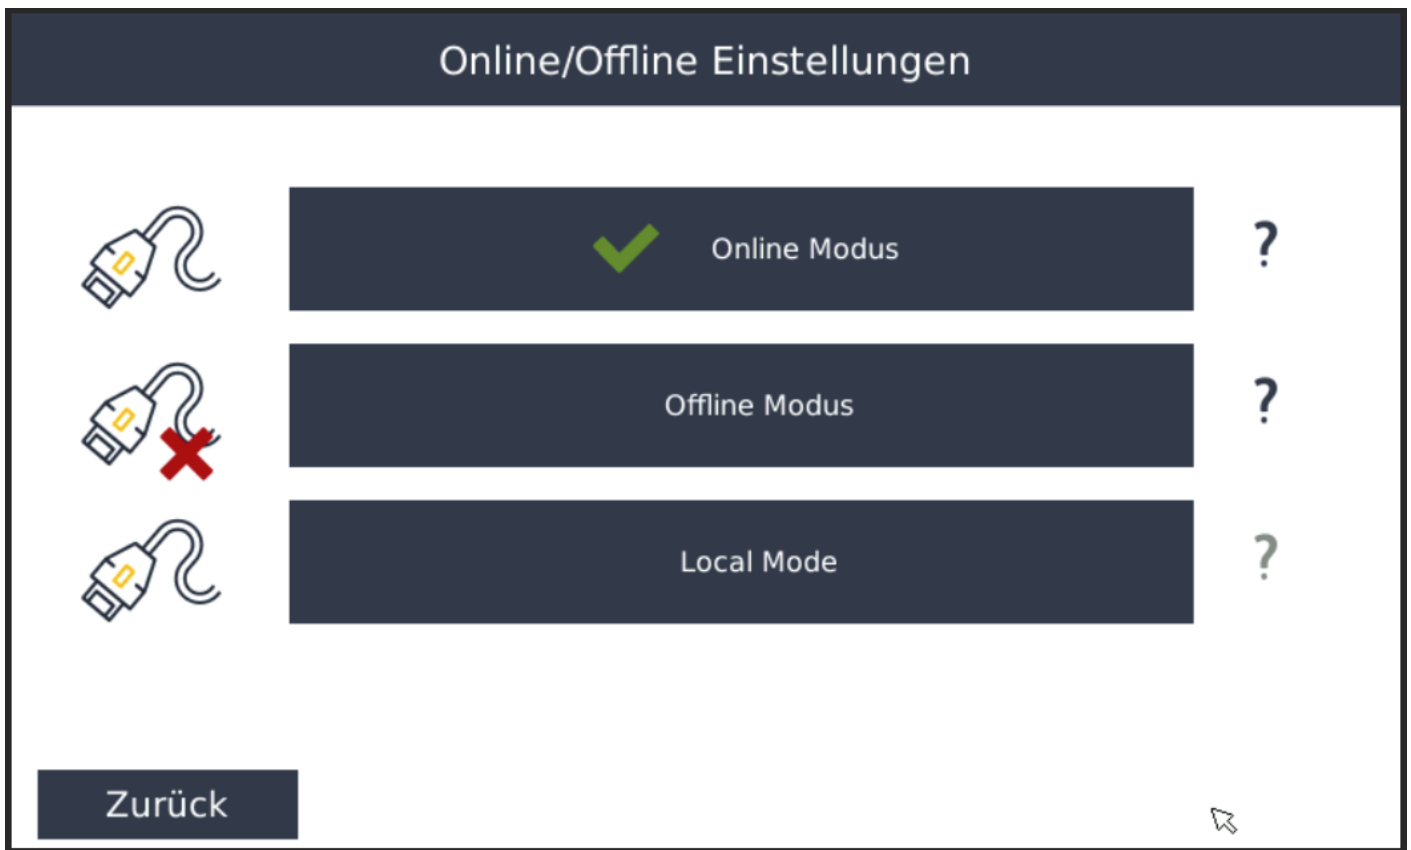 Online/Offline Einstellungen
Online Modus
?
Offline Modus
?
Local Mode
?
Zurück